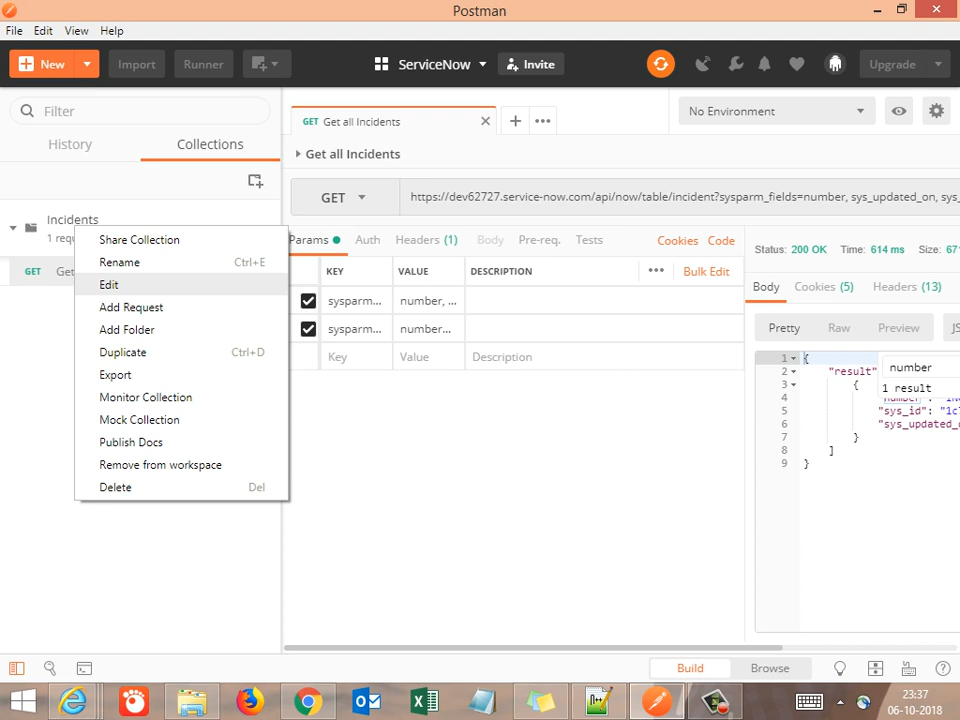 Postman
File Edit View Help
New Import Runner ServiceNow Invite Upgrade
Filter
History Collections
GET Get all Incidents
No Environment
Get all Incidents
GET https://dev62727.service-now.com/api/now/table/incident?sysparm_fields=number, sys_updated_on, sys_
Incidents
1 requ
GET Get
Share Collection
Rename Ctrl+E
Edit
Add Request
Add Folder
Duplicate Ctrl+D
Export
Monitor Collection
Mock Collection
Publish Docs
Remove from workspace
Delete Del
Params Auth Headers (1) Body Pre-req. Tests Cookies Code
KEY VALUE DESCRIPTION Bulk Edit
sysparm... number, ...
sysparm... number...
Key Value Description
Status: 200 OK Time: 614 ms Size: 671
Body Cookies (5) Headers (13)
Pretty Raw Preview JS
number
1 result
1 {
2 "result"
3 {
4
5 "sys_id": "1c7
6 "sys_updated_o
7 }
8 ]
9 }
Build Browse
23:37
06-10-2018